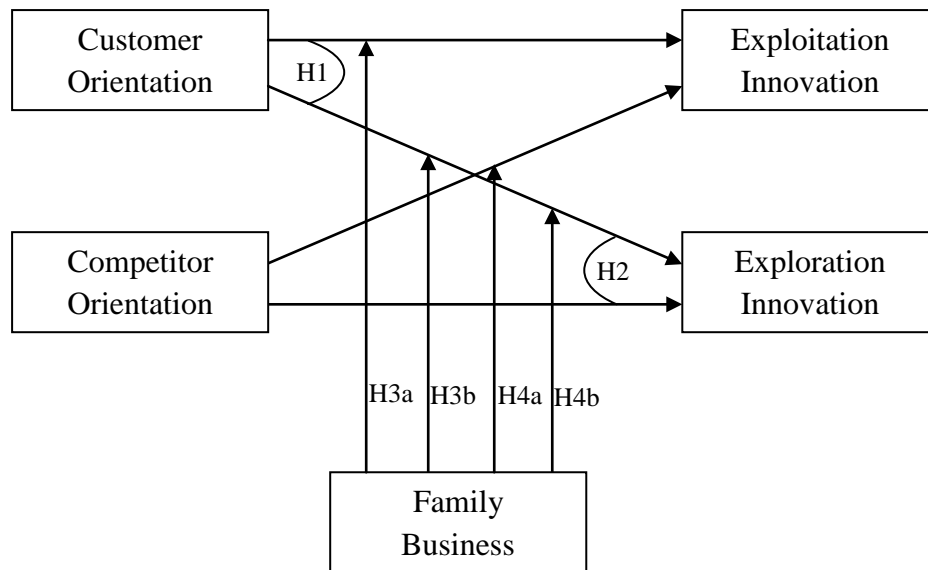 Customer
Orientation
Exploitation
Innovation
H1
Competitor
Orientation
H2
Exploration
Innovation
H3a
H3b
H4a
H4b
Family
Business